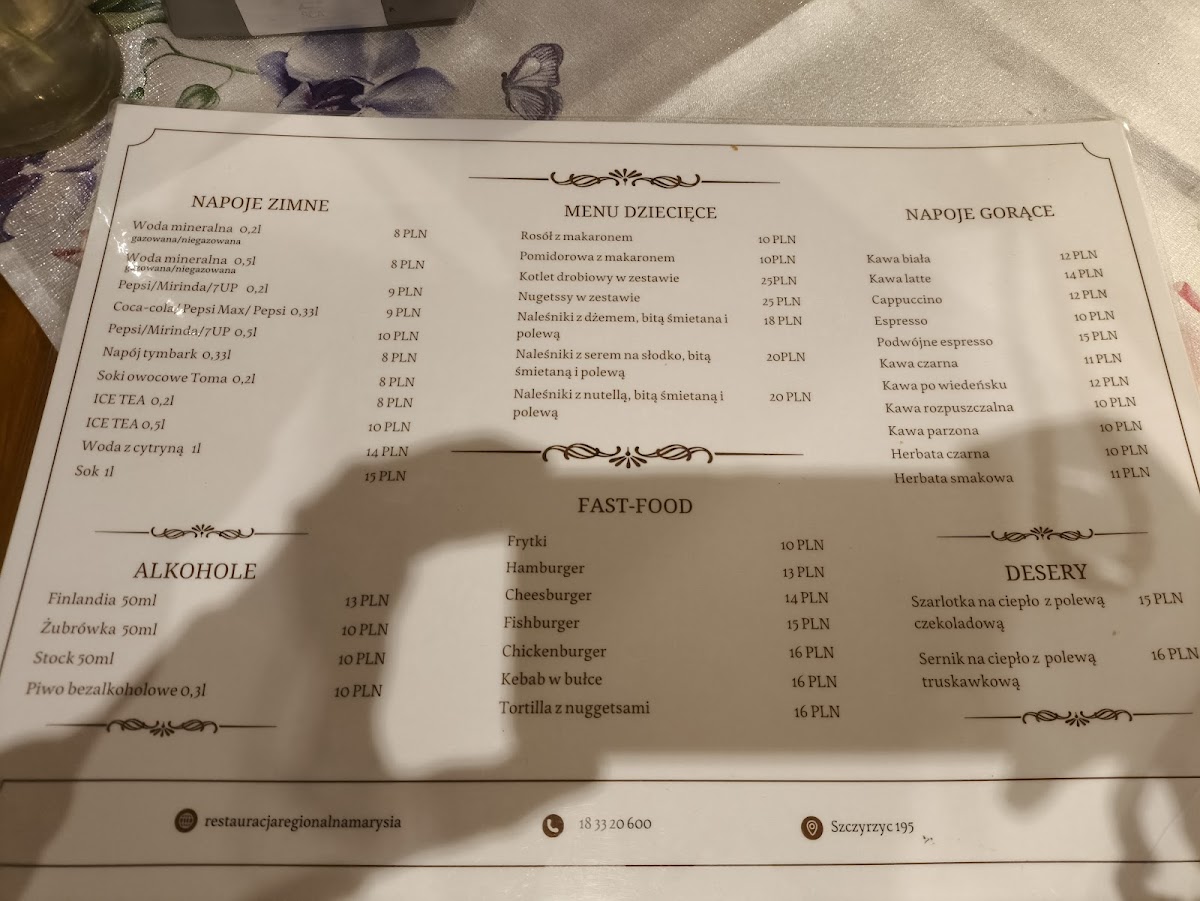 NAPOJE ZIMNE
Woda mineralna 0,2l 8 PLN
gazowana/niegazowana
Woda mineralna 0,5l 8 PLN
gazowana/niegazowana
Pepsi/Mirinda/7UP 0,2l 9 PLN
Coca-cola/ Pepsi Max/ Pepsi 0,33l 9 PLN
Pepsi/Mirinda/7UP 0,5l 10 PLN
Napój tymbark 0,33l 8 PLN
Soki owocowe Toma 0,2l 8 PLN
ICE TEA 0,2l 8 PLN
ICE TEA 0,5l 10 PLN
Woda z cytryną 1l 14 PLN
Sok 1l 15 PLN
ALKOHOLE
Finlandia 50ml 13 PLN
Żubrówka 50ml 10 PLN
Stock 50ml 10 PLN
Piwo bezalkoholowe 0,3l 10 PLN
MENU DZIECIĘCE
Rosół z makaronem 10 PLN
Pomidorowa z makaronem 10PLN
Kotlet drobiowy w zestawie 25PLN
Nugetssy w zestawie 25 PLN
Naleśniki z dżemem, bitą śmietana i 18 PLN
polewą
Naleśniki z serem na słodko, bitą 20PLN
śmietaną i polewą
Naleśniki z nutellą, bitą śmietaną i 20 PLN
polewą
FAST-FOOD
Frytki 10 PLN
Hamburger 13 PLN
Cheesburger 14 PLN
Fishburger 15 PLN
Chickenburger 16 PLN
Kebab w bułce 16 PLN
Tortilla z nuggetsami 16 PLN
NAPOJE GORĄCE
Kawa biała 12 PLN
Kawa latte 14 PLN
Cappuccino 12 PLN
Espresso 10 PLN
Podwójne espresso 15 PLN
Kawa czarna 11 PLN
Kawa po wiedeńsku 12 PLN
Kawa rozpuszczalna 10 PLN
Kawa parzona 10 PLN
Herbata czarna 10 PLN
Herbata smakowa 11 PLN
DESERY
Szarlotka na ciepło z polewą 15 PLN
czekoladową
Sernik na ciepło z polewą 16 PLN
truskawkową
restauracjaregionalnamarysia
18 33 20 600
Szczyrzyc 195